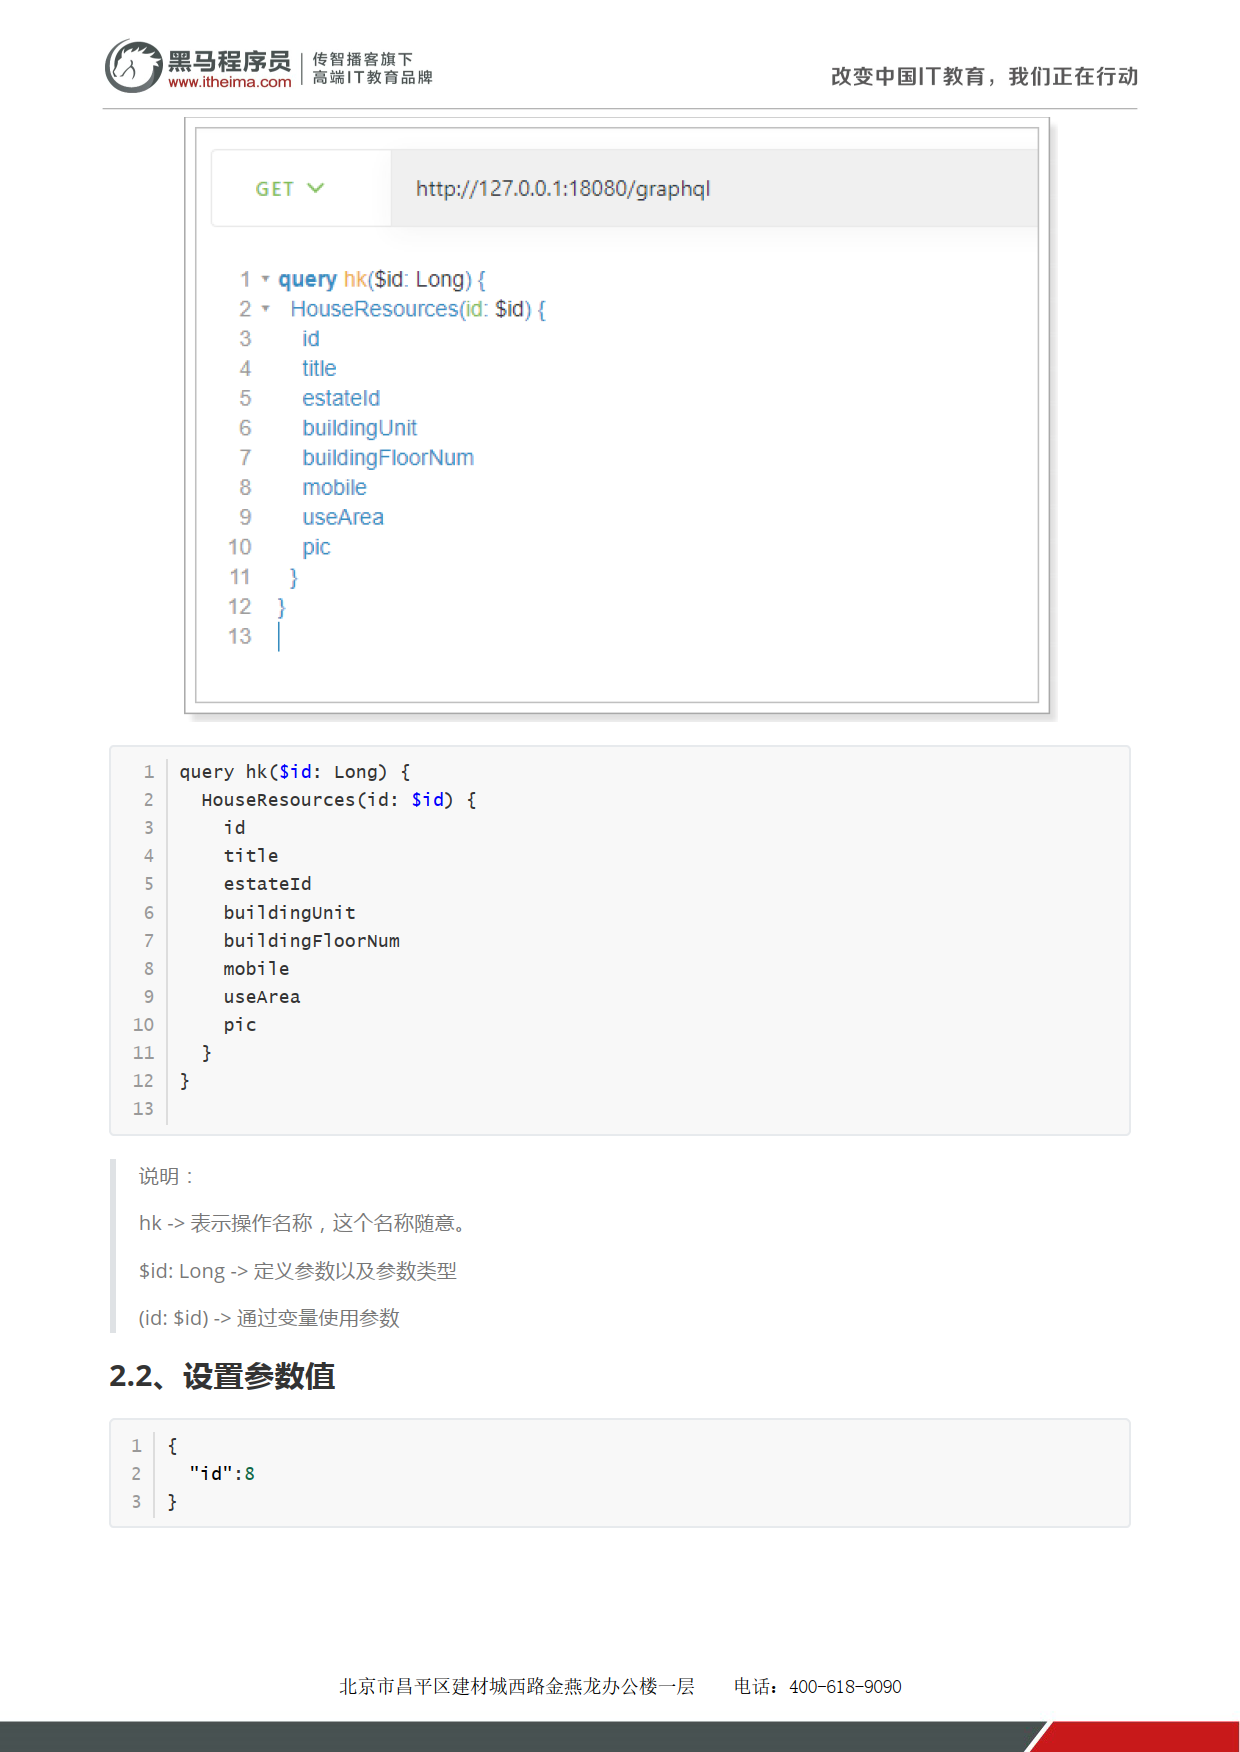 黑马程序员
www.itheima.com
传智播客旗下
高端IT教育品牌
改变中国IT教育，我们正在行动
GET
http://127.0.0.1:18080/graphql
1 query hk($id: Long) {
2 HouseResources(id: $id) {
3 id
4 title
5 estateId
6 buildingUnit
7 buildingFloorNum
8 mobile
9 useArea
10 pic
11 }
12 }
13
1 query hk($id: Long) {
2 HouseResources(id: $id) {
3 id
4 title
5 estateId
6 buildingUnit
7 buildingFloorNum
8 mobile
9 useArea
10 pic
11 }
12 }
13
说明：
hk -> 表示操作名称，这个名称随意。
$id: Long -> 定义参数以及参数类型
(id: $id) -> 通过变量使用参数
2.2、设置参数值
1 {
2 "id":8
3 }
北京市昌平区建材城西路金燕龙办公楼一层 电话：400-618-9090